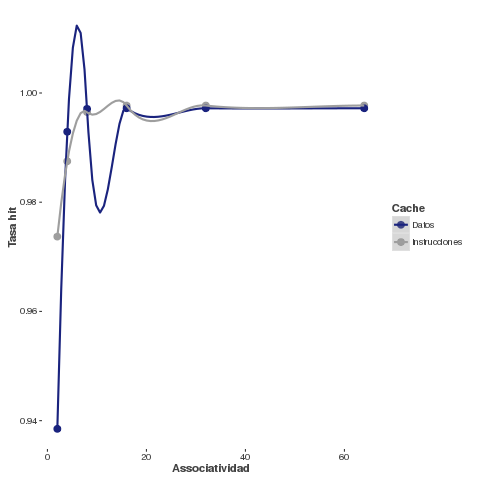 1.00
0.98
0.96
0.94
Tasa hit
0 20 40 60
Associatividad
Cache
Datos
Instrucciones